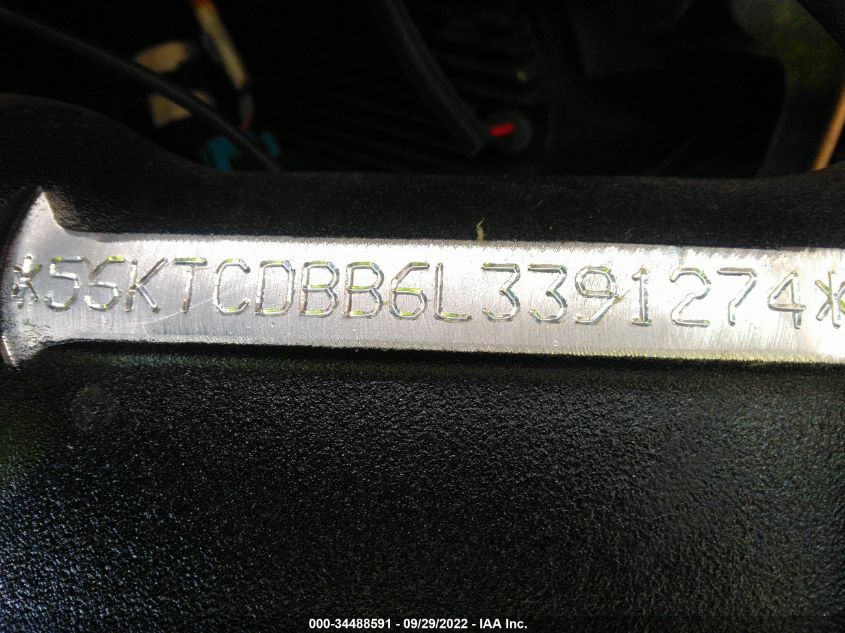 *56KTCDBB6L3391274*
000-34488591 - 09/29/2022 - IAA Inc.